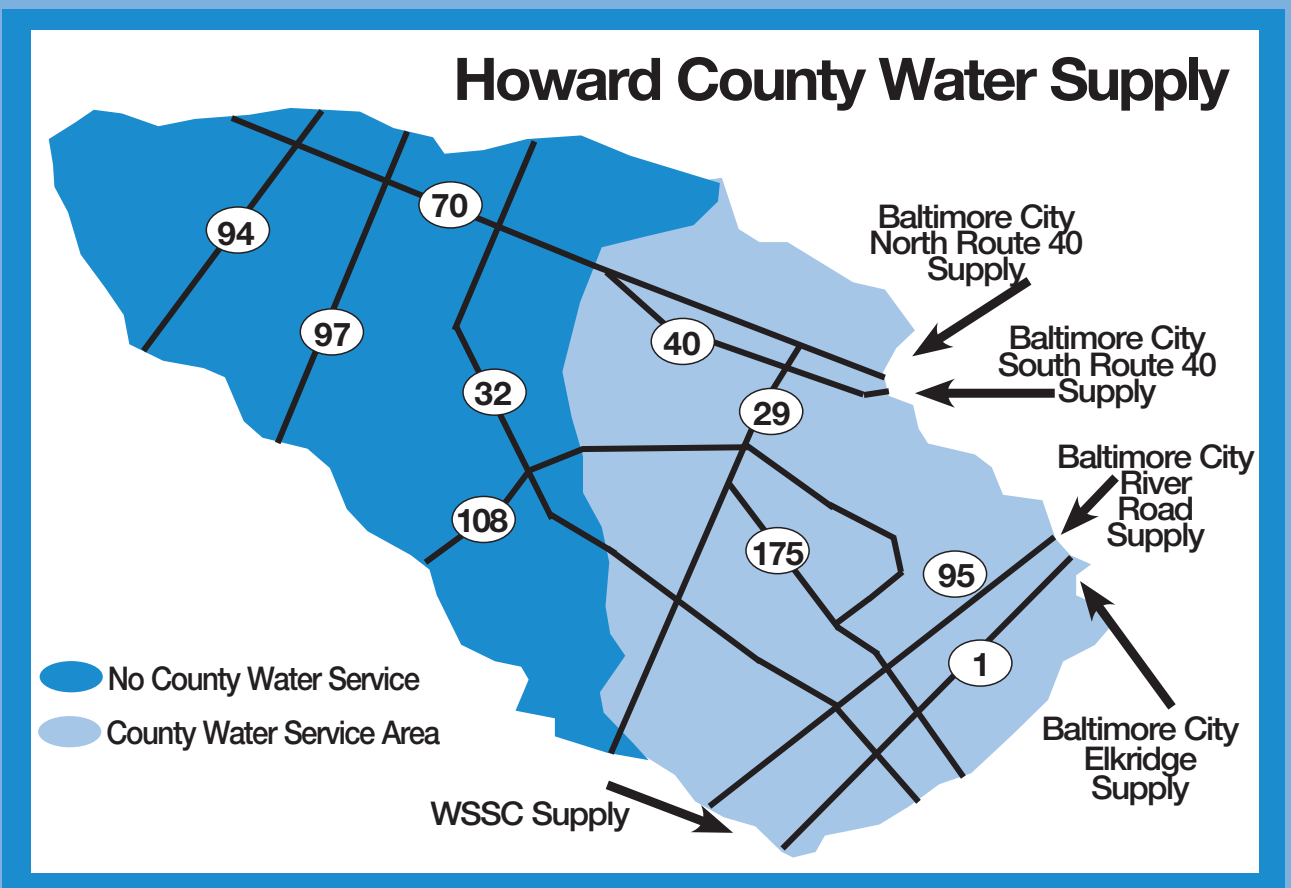 Howard County Water Supply
70
94
Baltimore City
North Route 40
Supply
97
40
Baltimore City
South Route 40
Supply
32
29
Baltimore City
River
Road
Supply
108
175
95
1
No County Water Service
County Water Service Area
Baltimore City
Elkridge
Supply
WSSC Supply